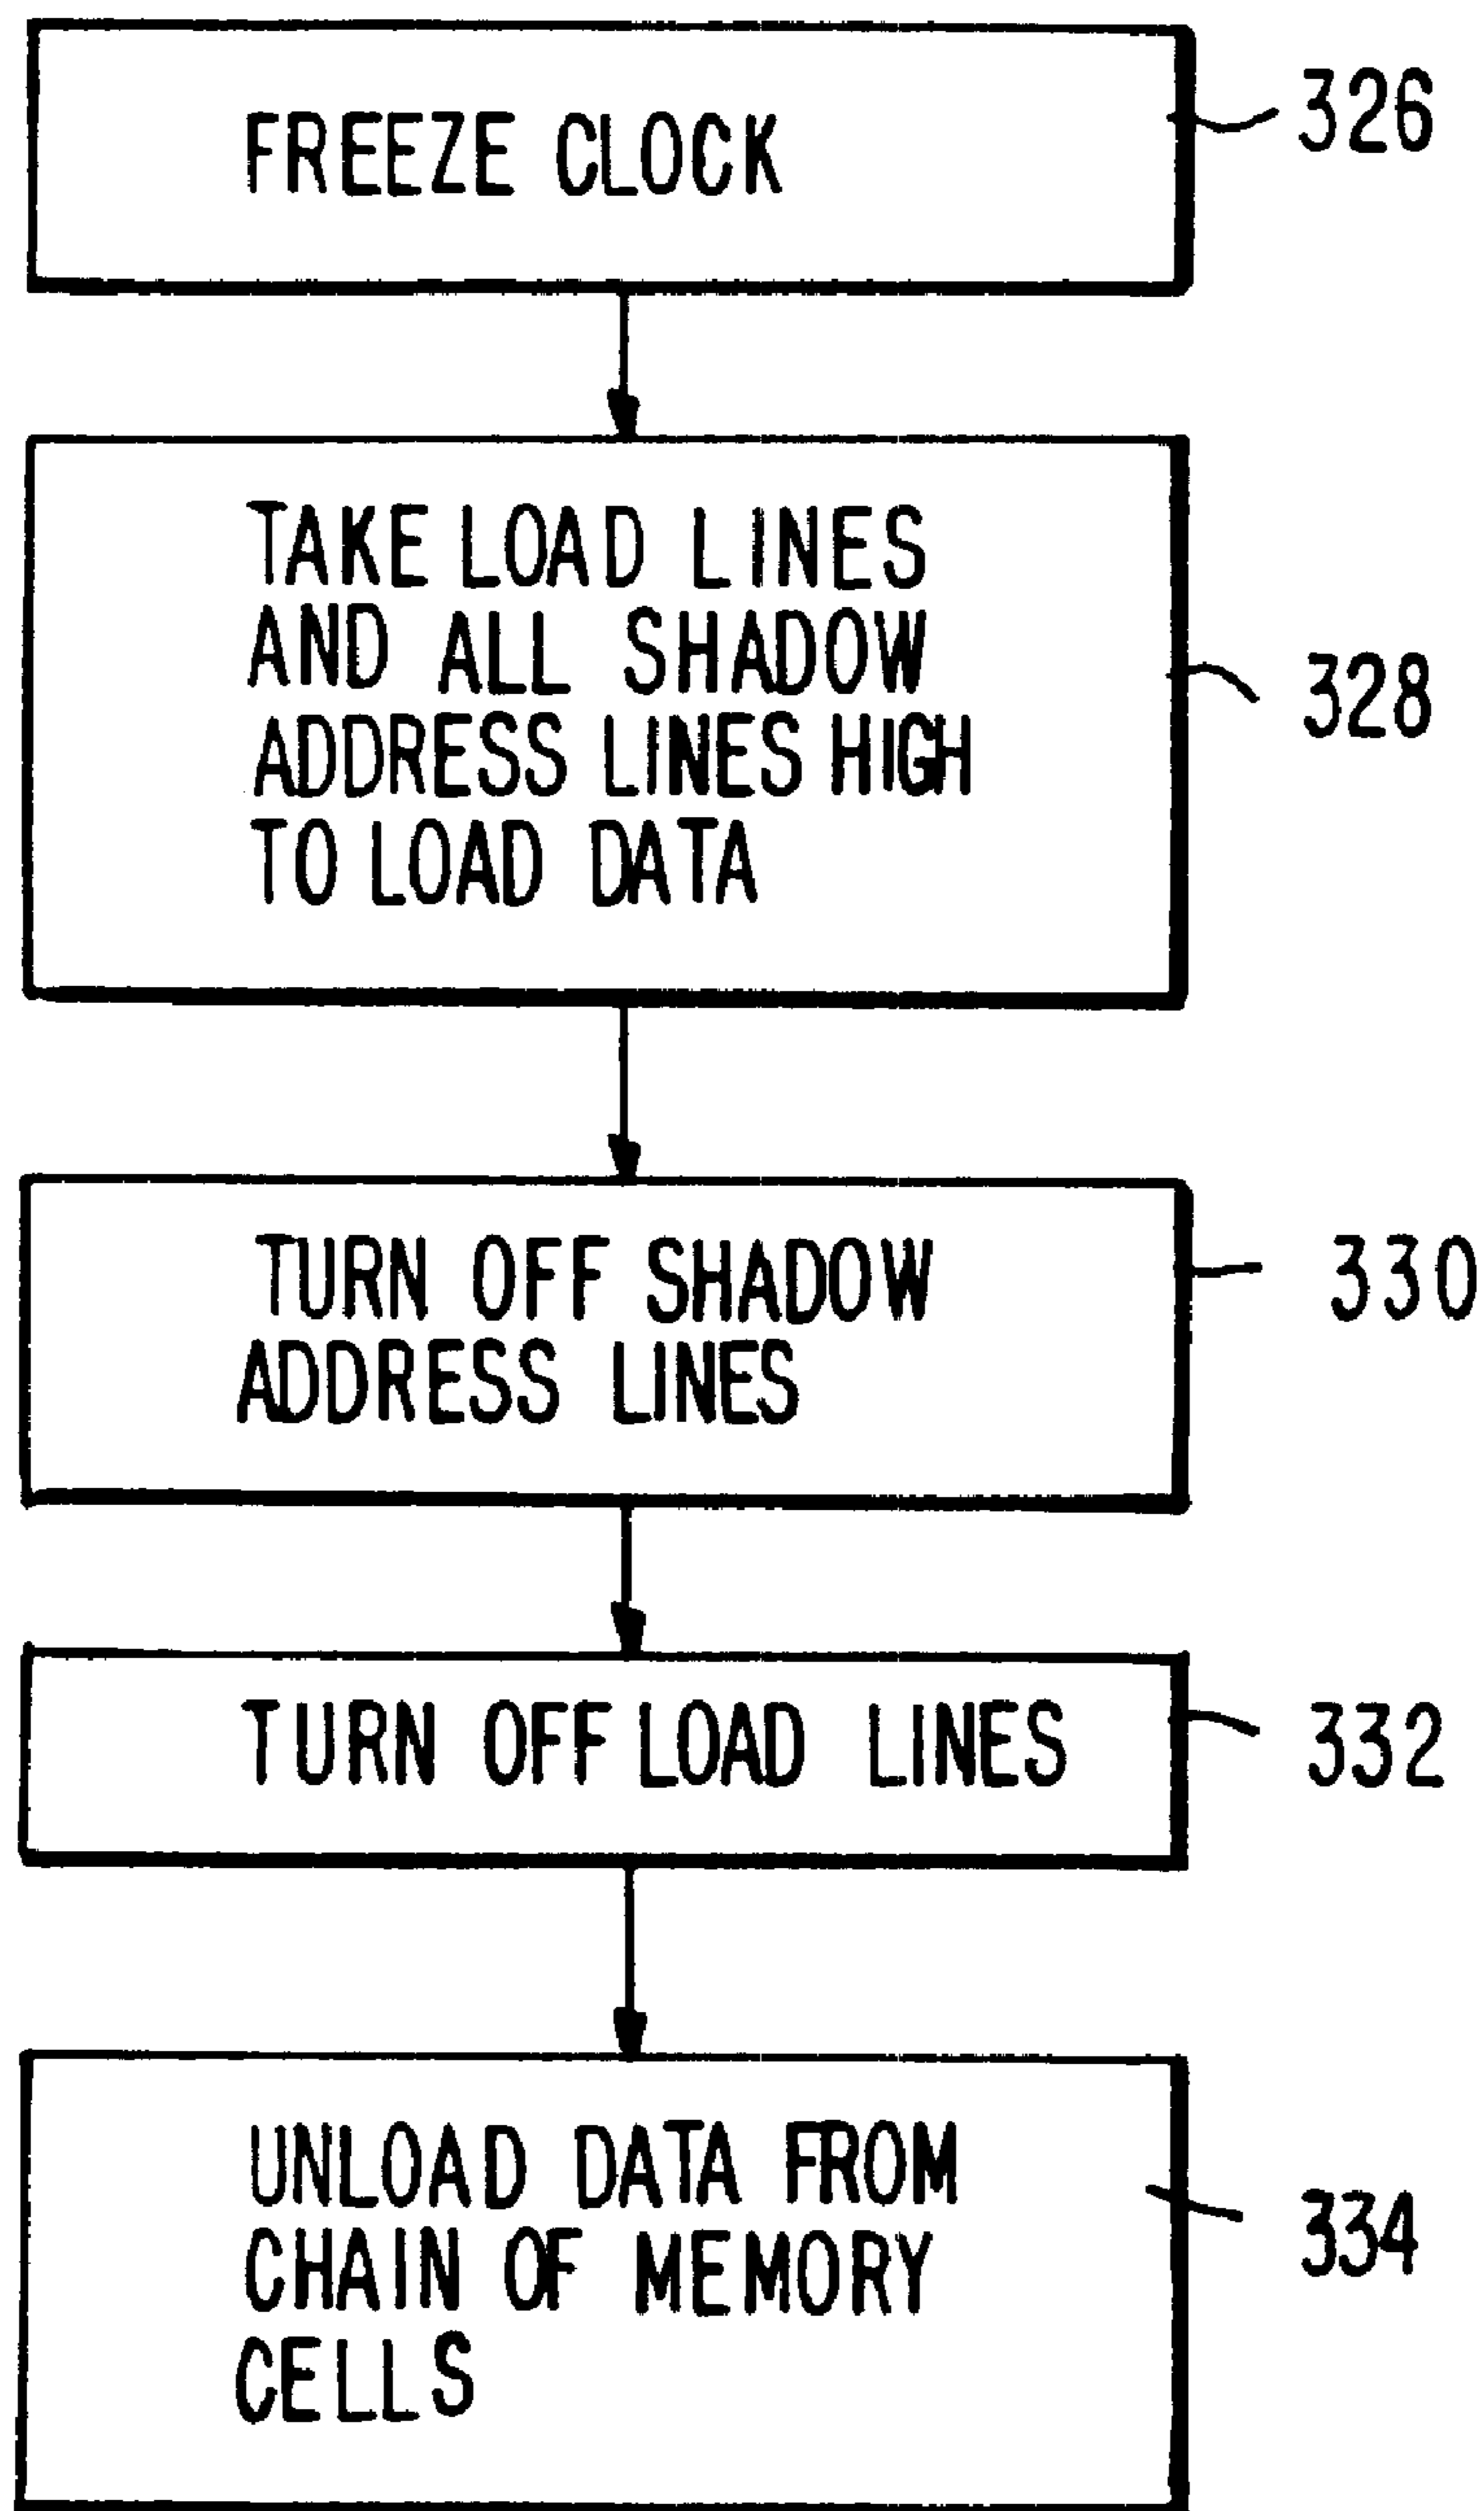 FREEZE CLOCK
326
TAKE LOAD LINES
AND ALL SHADOW
ADDRESS LINES HIGH
TO LOAD DATA
328
TURN OFF SHADOW
ADDRESS LINES
330
TURN OFF LOAD LINES
332
UNLOAD DATA FROM
CHAIN OF MEMORY
CELLS
334